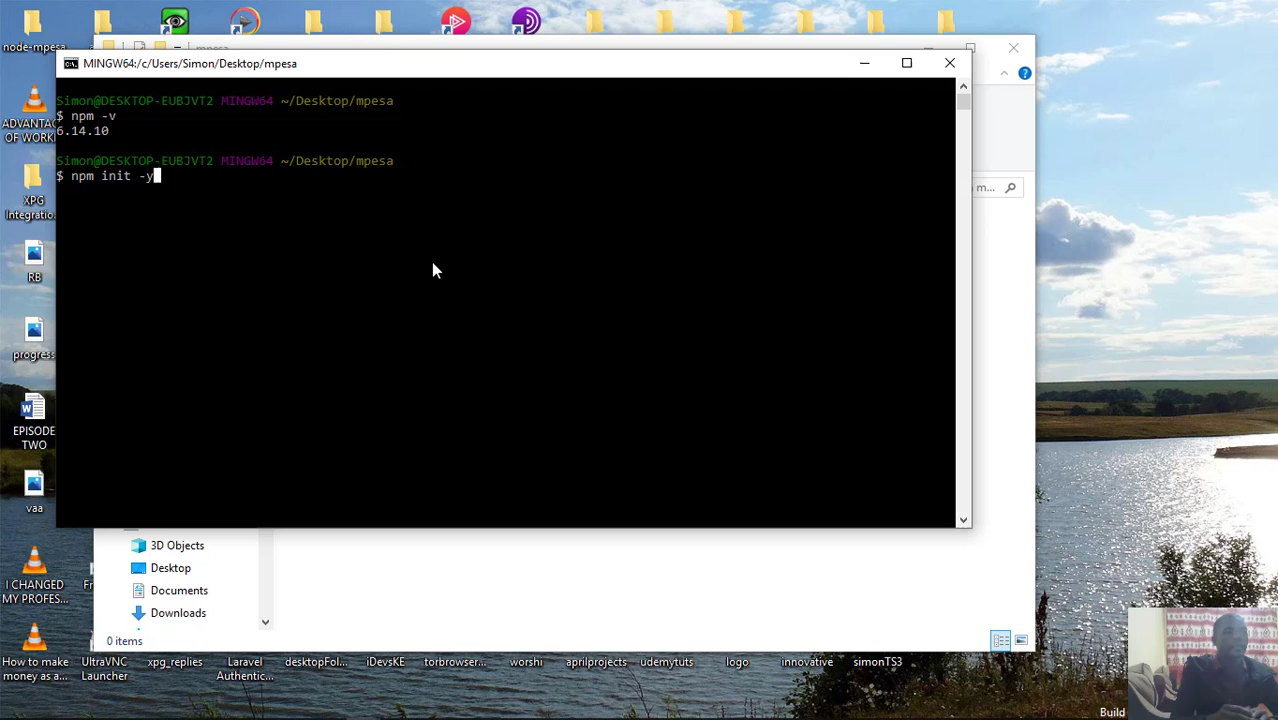 node-mpesa
mpesa
MINGW64:/c/Users/Simon/Desktop/mpesa
Simon@DESKTOP-EUBJVT2 MINGW64 ~/Desktop/mpesa
$ npm -v
6.14.10
Simon@DESKTOP-EUBJVT2 MINGW64 ~/Desktop/mpesa
$ npm init -y
ADVANTAG
OF WORKI
XPG
Integratio...
m...
RB
progress
EPISODE
TWO
vaa
I CHANGED
MY PROFES...
Fr
3D Objects
Desktop
Documents
Downloads
0 items
How to make
money as a...
UltraVNC
Launcher
xpg_replies
Laravel
Authentic...
desktopFol...
iDevsKE
torbrowser...
worshi
aprilprojects
udemytuts
logo
innovative
simonTS3
Build